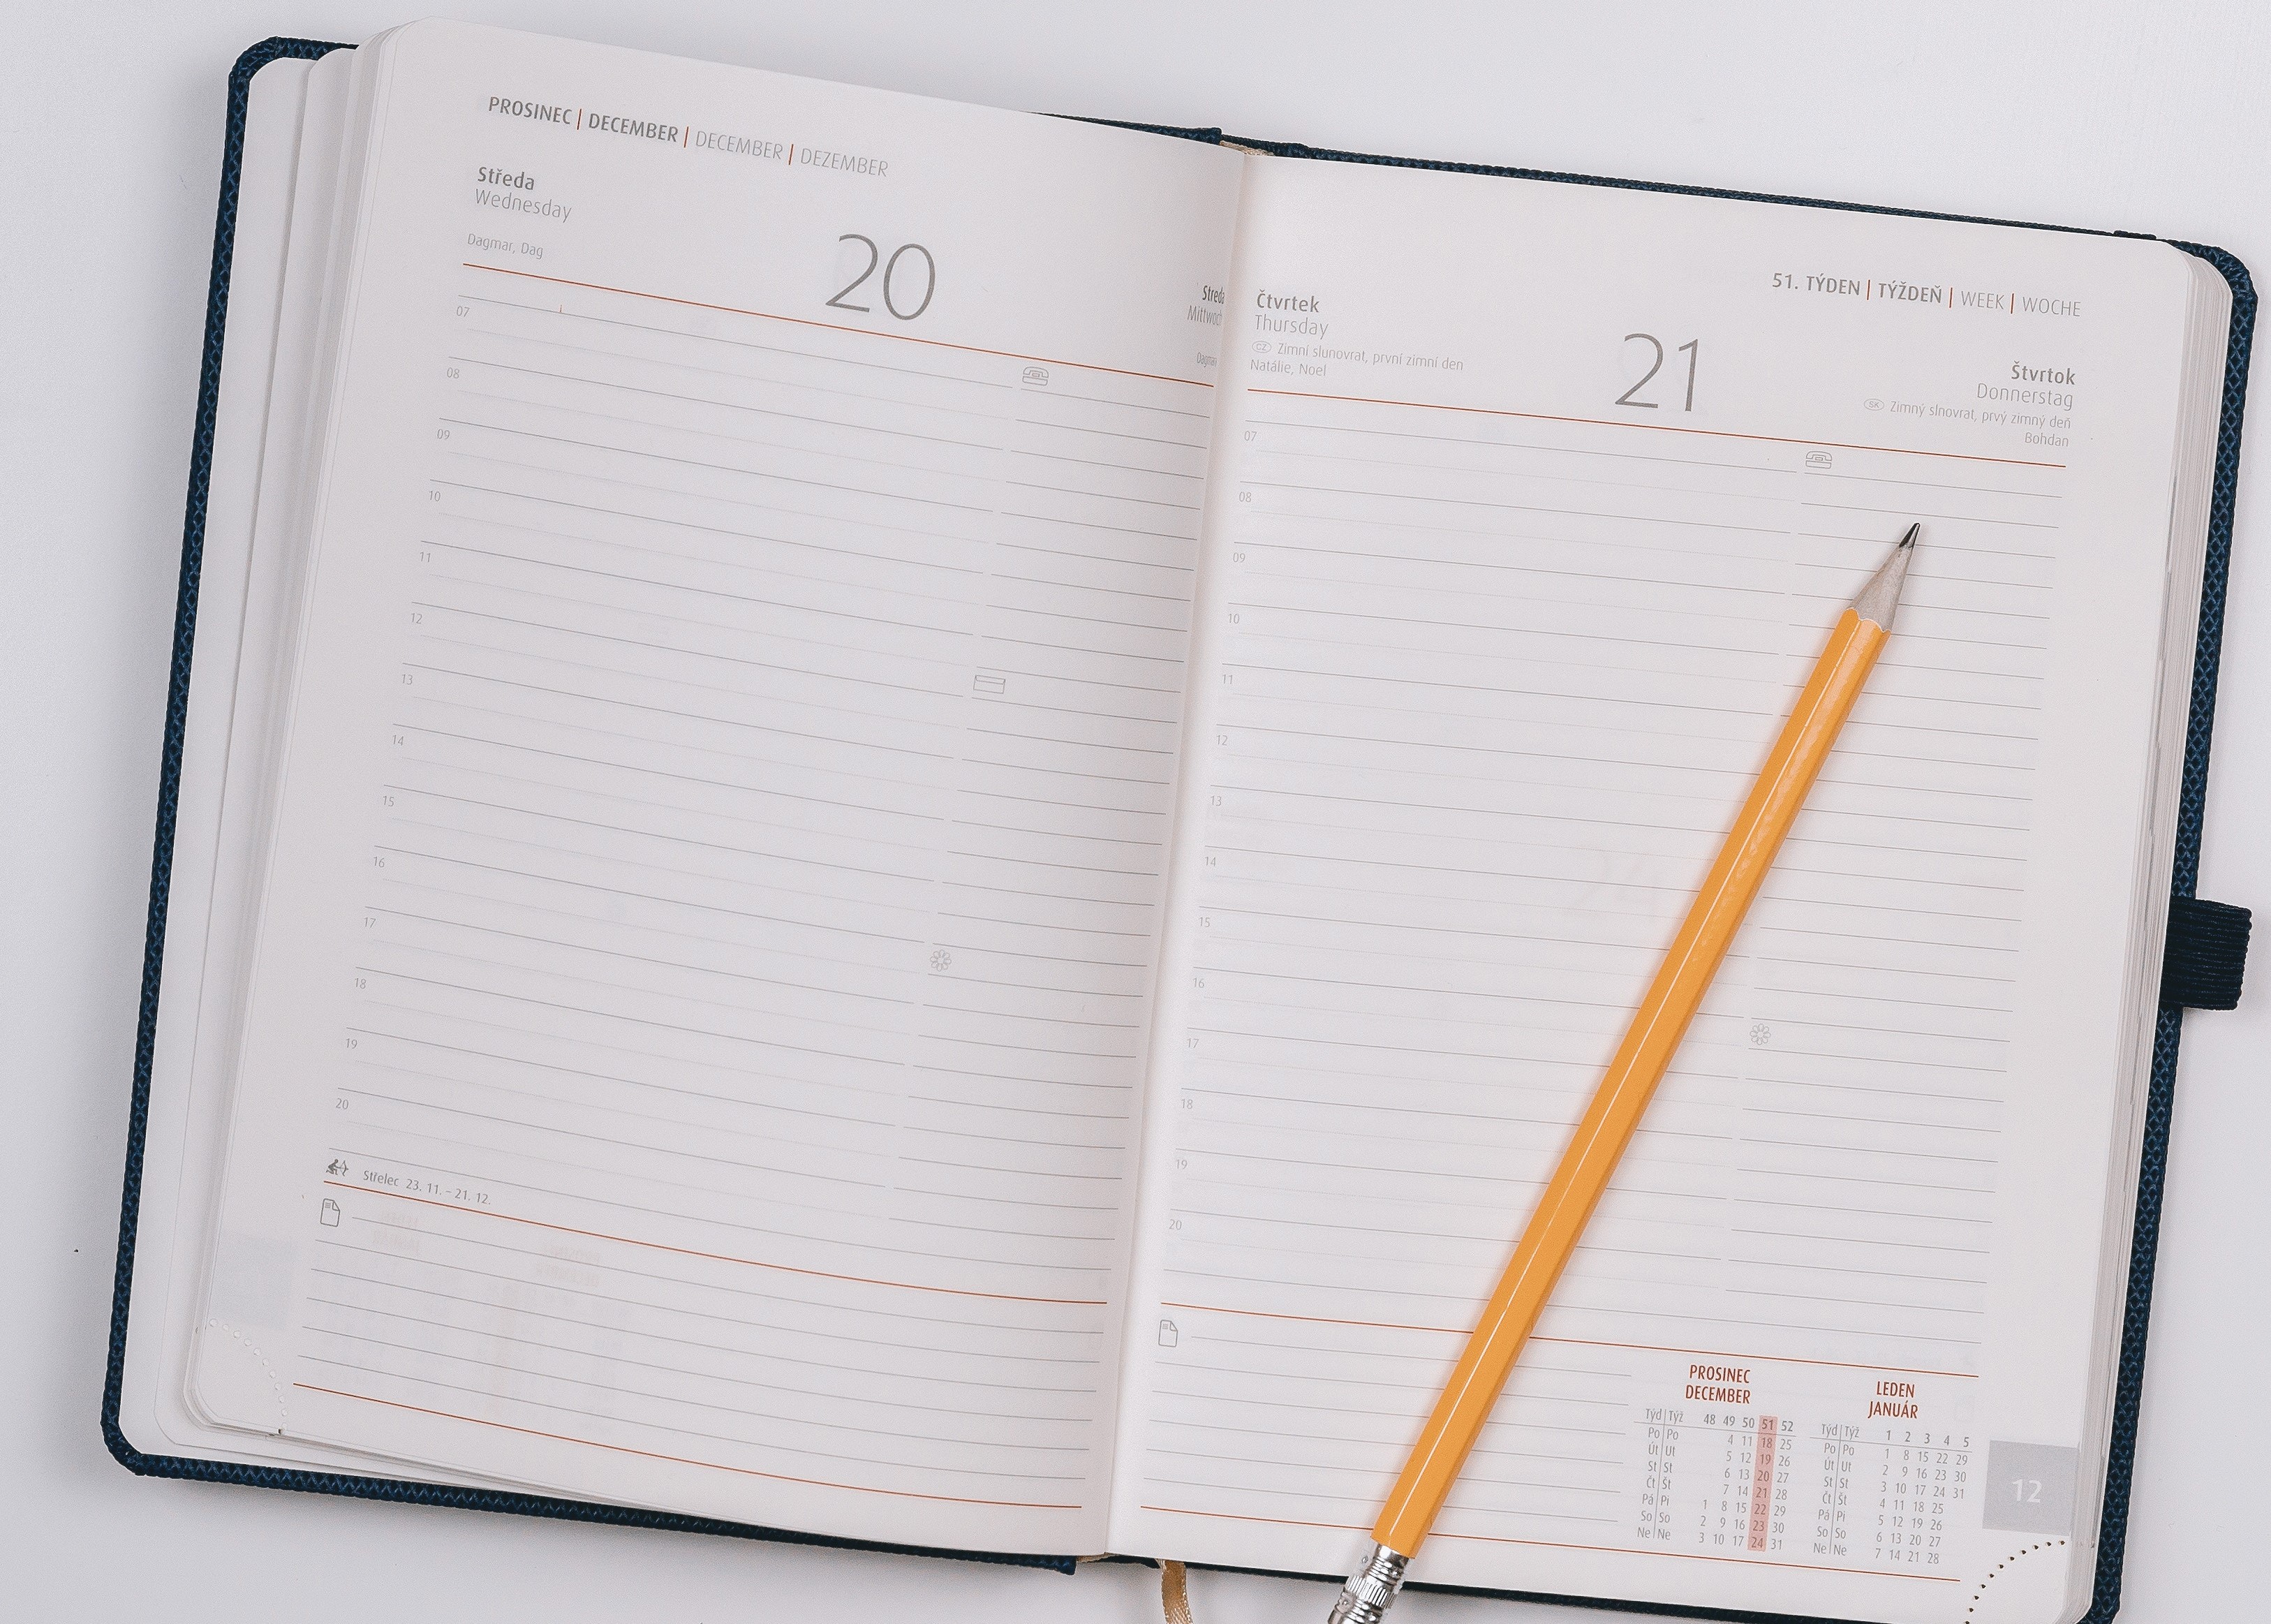 PROSINEC | DECEMBER | DECEMBER | DEZEMBER
Středa
Wednesday
Dagmar, Dag
20
Středa
Mittwoch
07
08
09
10
11
12
13
14
15
16
17
18
19
20
Střelec 23. 11. – 21. 12.
51. TÝDEN | TÝŽDEŇ | WEEK | WOCHE
Čtvrtek
Thursday
CZ Zimní slunovrat, první zimní den
Natálie, Noel
21
Štvrtok
Donnerstag
SK Zimný slnovrat, prvý zimný deň
Bohdan
07
08
09
10
11
12
13
14
15
16
17
18
19
20
PROSINEC
DECEMBER
Týd | Týž 48 49 50 51 52
Po | Po 4 11 18 25
Út | Ut 5 12 19 26
St | St 6 13 20 27
Čt | Št 7 14 21 28
Pá | Pi 1 8 15 22 29
So | So 2 9 16 23 30
Ne | Ne 3 10 17 24 31
LEDEN
JANUÁR
Týd | Týž 1 2 3 4 5
Po | Po 1 8 15 22 29
Út | Ut 2 9 16 23 30
St | St 3 10 17 24 31
Čt | Št 4 11 18 25
Pá | Pi 5 12 19 26
So | So 6 13 20 27
Ne | Ne 7 14 21 28
12